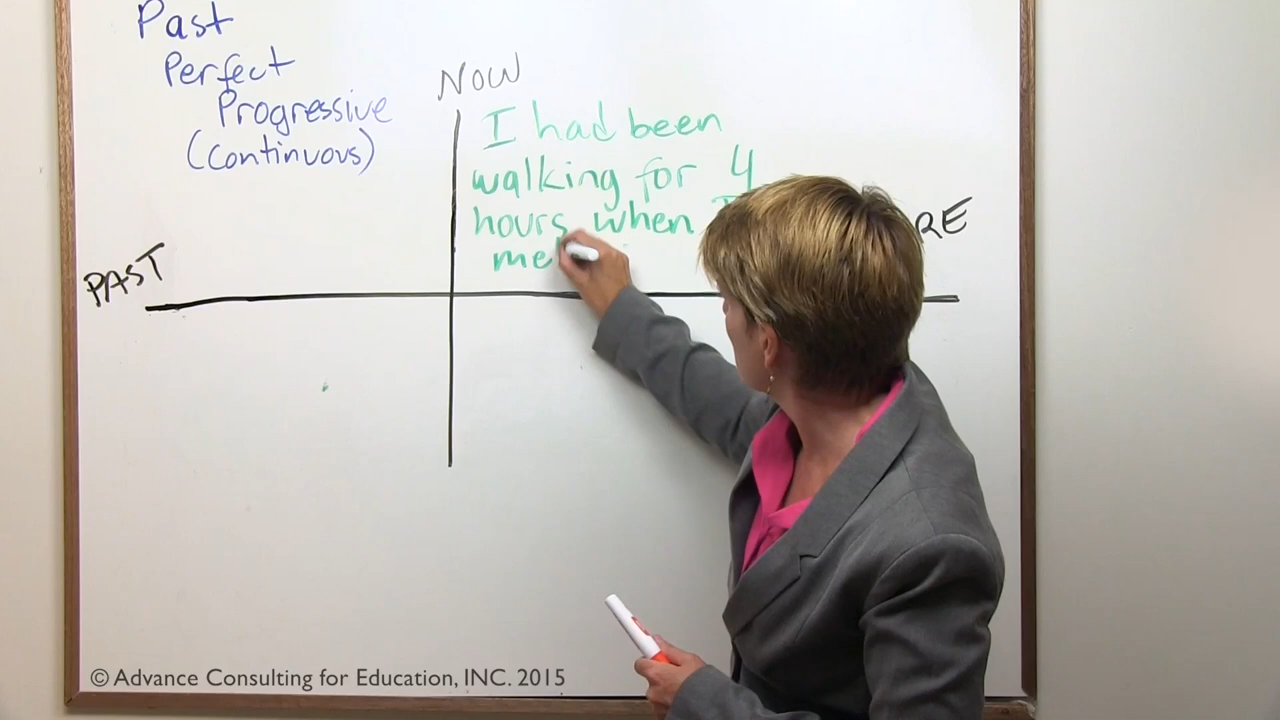 Past
Perfect
Progressive
(continuous)
NOW
I had been
walking for 4
hours when
me
PAST
RE
© Advance Consulting for Education, INC. 2015